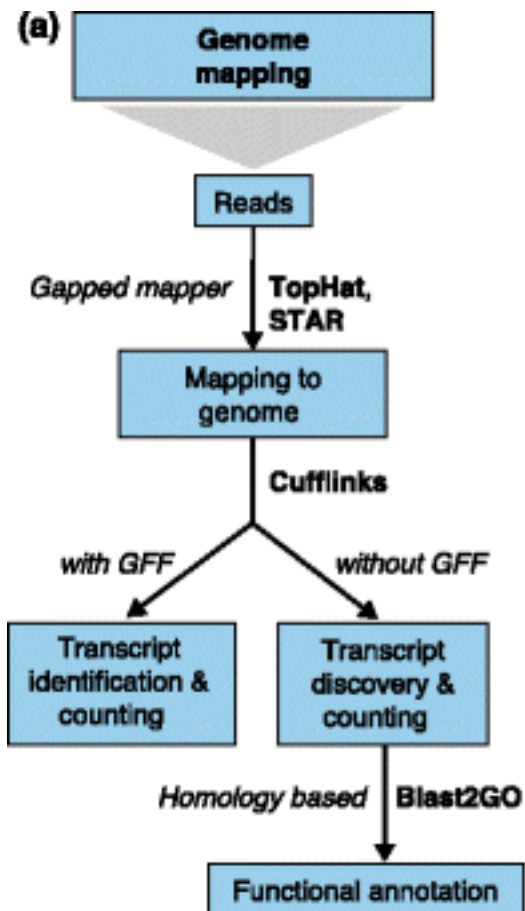 (a)
Genome
mapping
Reads
Gapped mapper
TopHat,
STAR
Mapping to
genome
Cufflinks
with GFF
without GFF
Transcript
identification &
counting
Transcript
discovery &
counting
Homology based
Blast2GO
Functional annotation